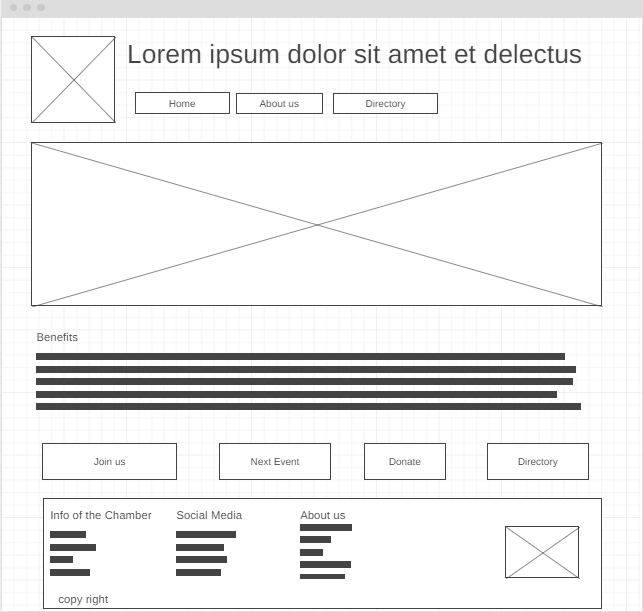 Lorem ipsum dolor sit amet et delectus
Home
About us
Directory
Benefits
Join us
Next Event
Donate
Directory
Info of the Chamber
Social Media
About us
copy right